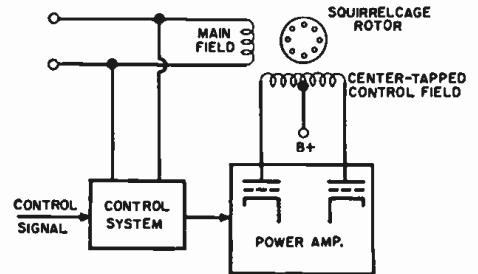 SQUIRRELCAGE
ROTOR
MAIN
FIELD
CENTER-TAPPED
CONTROL FIELD
B+
CONTROL
SIGNAL
CONTROL
SYSTEM
POWER AMP.